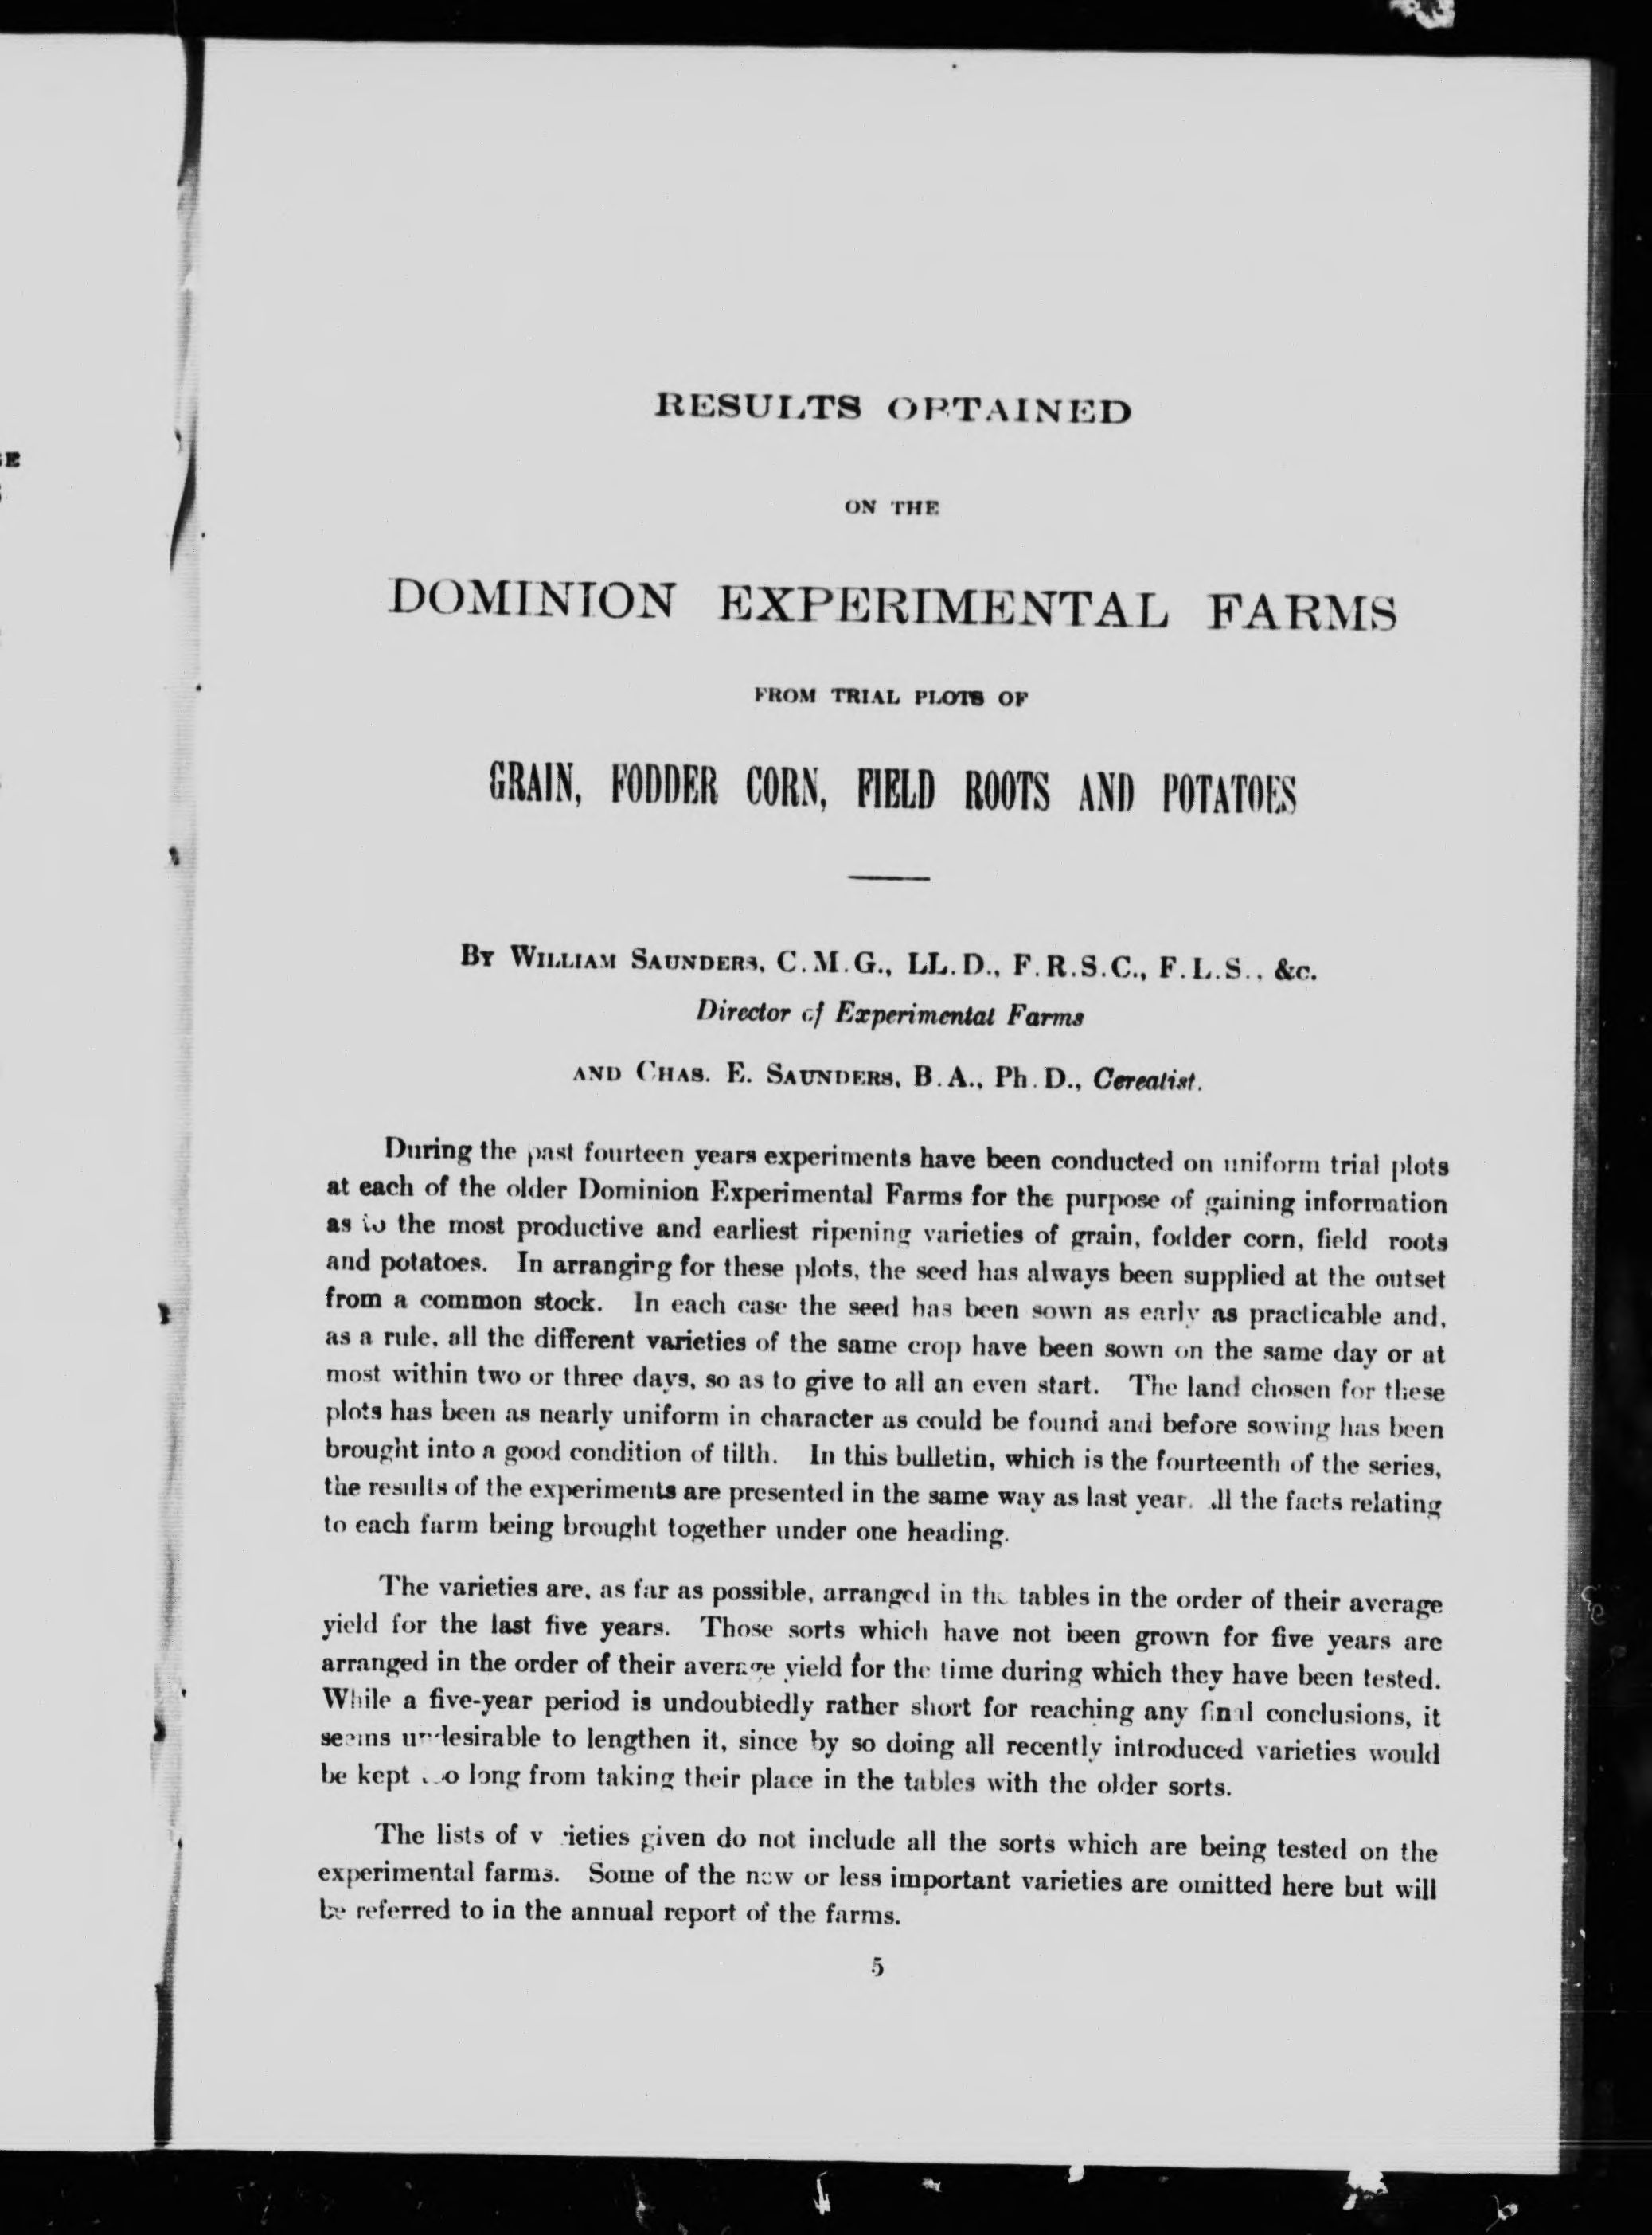 RESULTS OBTAINED
ON THE
DOMINION EXPERIMENTAL FARMS
FROM TRIAL PLOTS OF
GRAIN, FODDER CORN, FIELD ROOTS AND POTATOES
By William Saunders, C.M.G., LL.D., F.R.S.C., F.L.S., &c.
Director of Experimental Farms
and Chas. E. Saunders, B.A., Ph.D., Cerealist.
During the past fourteen years experiments have been conducted on uniform trial plots
at each of the older Dominion Experimental Farms for the purpose of gaining information
as to the most productive and earliest ripening varieties of grain, fodder corn, field roots
and potatoes. In arranging for these plots, the seed has always been supplied at the outset
from a common stock. In each case the seed has been sown as early as practicable and,
as a rule, all the different varieties of the same crop have been sown on the same day or at
most within two or three days, so as to give to all an even start. The land chosen for these
plots has been as nearly uniform in character as could be found and before sowing has been
brought into a good condition of tilth. In this bulletin, which is the fourteenth of the series,
the results of the experiments are presented in the same way as last year, all the facts relating
to each farm being brought together under one heading.
The varieties are, as far as possible, arranged in the tables in the order of their average
yield for the last five years. Those sorts which have not been grown for five years are
arranged in the order of their average yield for the time during which they have been tested.
While a five-year period is undoubtedly rather short for reaching any final conclusions, it
seems undesirable to lengthen it, since by so doing all recently introduced varieties would
be kept too long from taking their place in the tables with the older sorts.
The lists of varieties given do not include all the sorts which are being tested on the
experimental farms. Some of the new or less important varieties are omitted here but will
be referred to in the annual report of the farms.
5